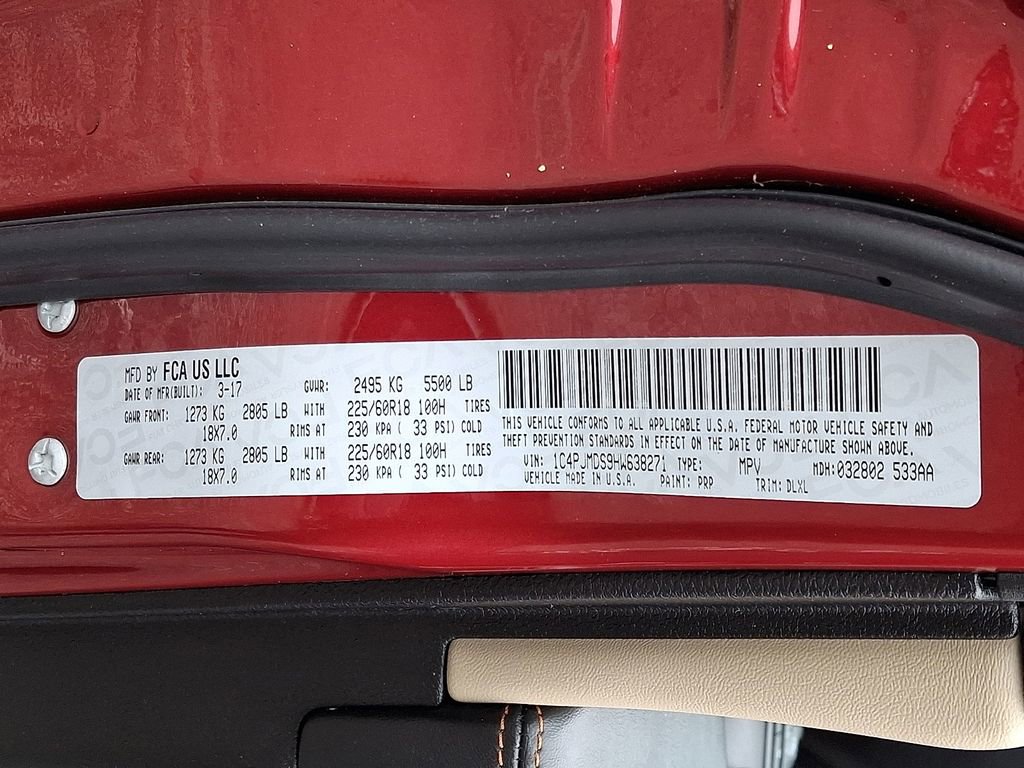 MFD BY FCA US LLC
DATE OF MFR(BUILT): 3-17 GVWR: 2495 KG 5500 LB
GAWR FRONT: 1273 KG 2805 LB WITH 225/60R18 100H TIRES
18X7.0 RIMS AT 230 KPA ( 33 PSI) COLD
GAWR REAR: 1273 KG 2805 LB WITH 225/60R18 100H TIRES
18X7.0 RIMS AT 230 KPA ( 33 PSI) COLD
THIS VEHICLE CONFORMS TO ALL APPLICABLE U.S.A. FEDERAL MOTOR VEHICLE SAFETY AND
THEFT PREVENTION STANDARDS IN EFFECT ON THE DATE OF MANUFACTURE SHOWN ABOVE.
VIN: 1C4PJMDS9HW638271 TYPE: MPV MDH: 032802 533AA
VEHICLE MADE IN U.S.A. PAINT: PRP TRIM: DLXL